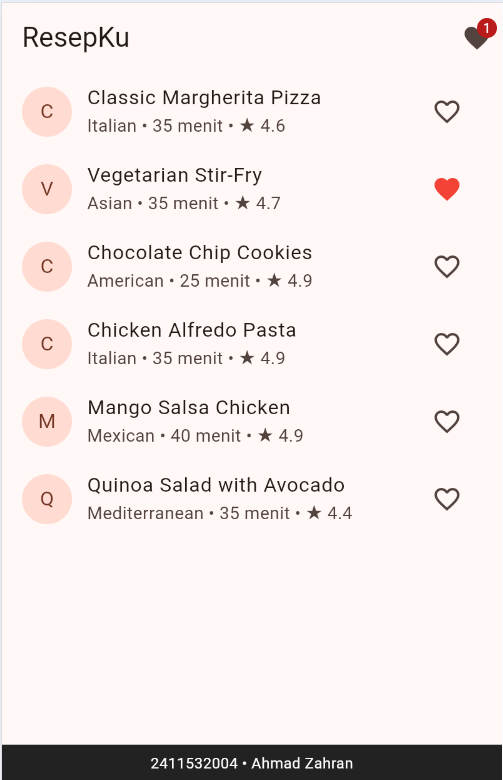 ResepKu
1
C
Classic Margherita Pizza
Italian • 35 menit • ★ 4.6
V
Vegetarian Stir-Fry
Asian • 35 menit • ★ 4.7
C
Chocolate Chip Cookies
American • 25 menit • ★ 4.9
C
Chicken Alfredo Pasta
Italian • 35 menit • ★ 4.9
M
Mango Salsa Chicken
Mexican • 40 menit • ★ 4.9
Q
Quinoa Salad with Avocado
Mediterranean • 35 menit • ★ 4.4
2411532004 • Ahmad Zahran